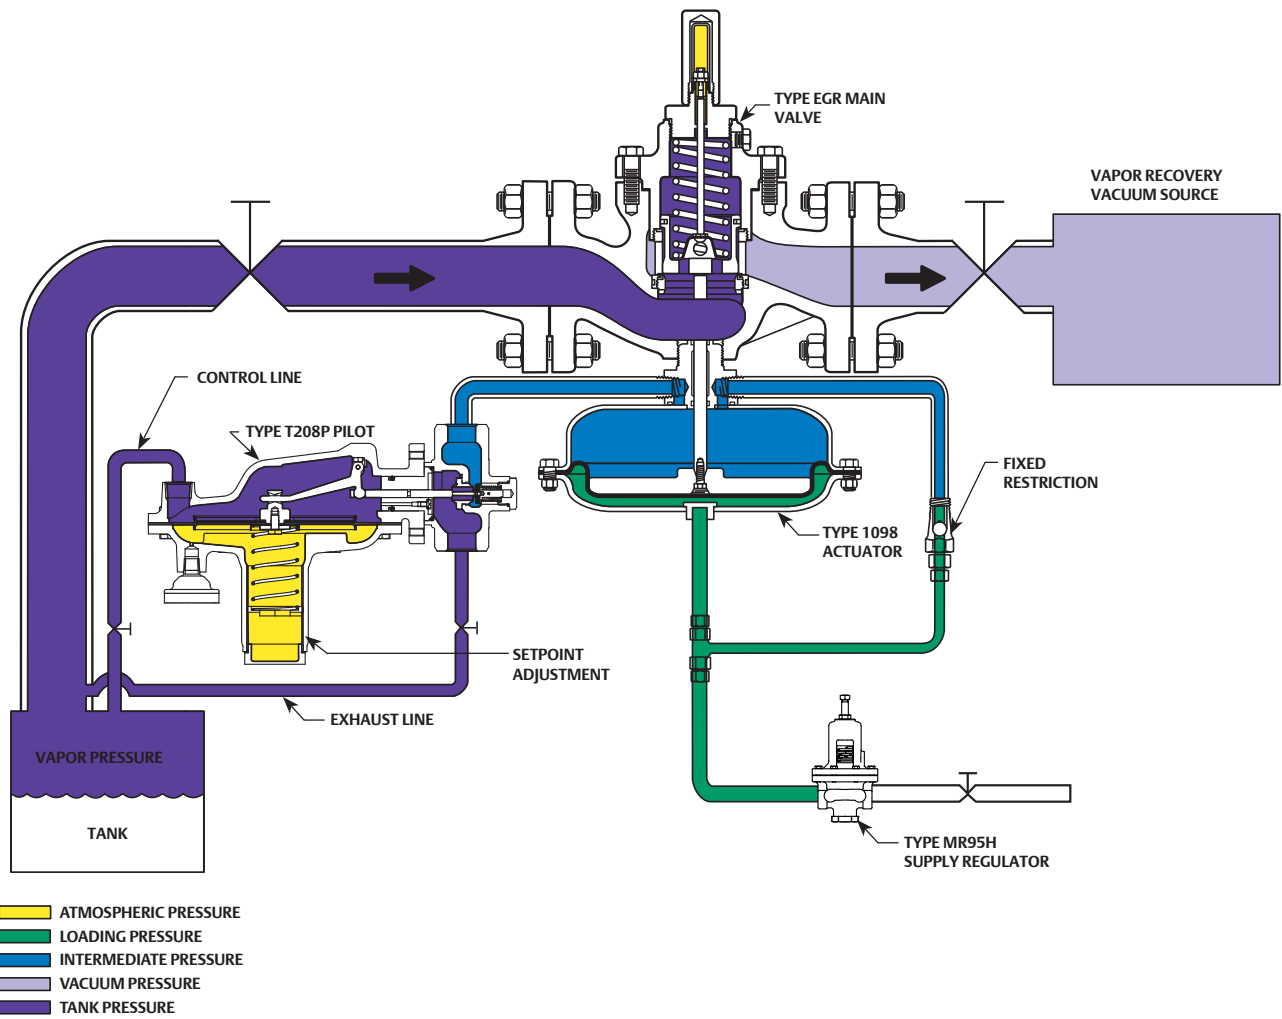 TYPE EGR MAIN
VALVE
VAPOR RECOVERY
VACUUM SOURCE
CONTROL LINE
TYPE T208P PILOT
FIXED
RESTRICTION
TYPE 1098
ACTUATOR
SETPOINT
ADJUSTMENT
EXHAUST LINE
VAPOR PRESSURE
TANK
TYPE MR95H
SUPPLY REGULATOR
ATMOSPHERIC PRESSURE
LOADING PRESSURE
INTERMEDIATE PRESSURE
VACUUM PRESSURE
TANK PRESSURE